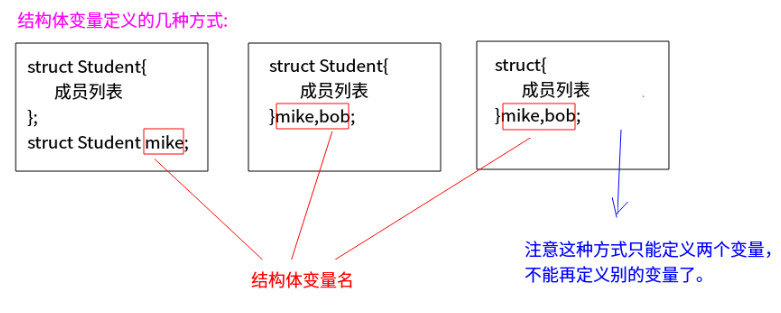 结构体变量定义的几种方式:
struct Student{
成员列表
};
struct Student mike;
struct Student{
成员列表
}mike,bob;
struct{
成员列表
}mike,bob;
结构体变量名
注意这种方式只能定义两个变量，
不能再定义别的变量了。